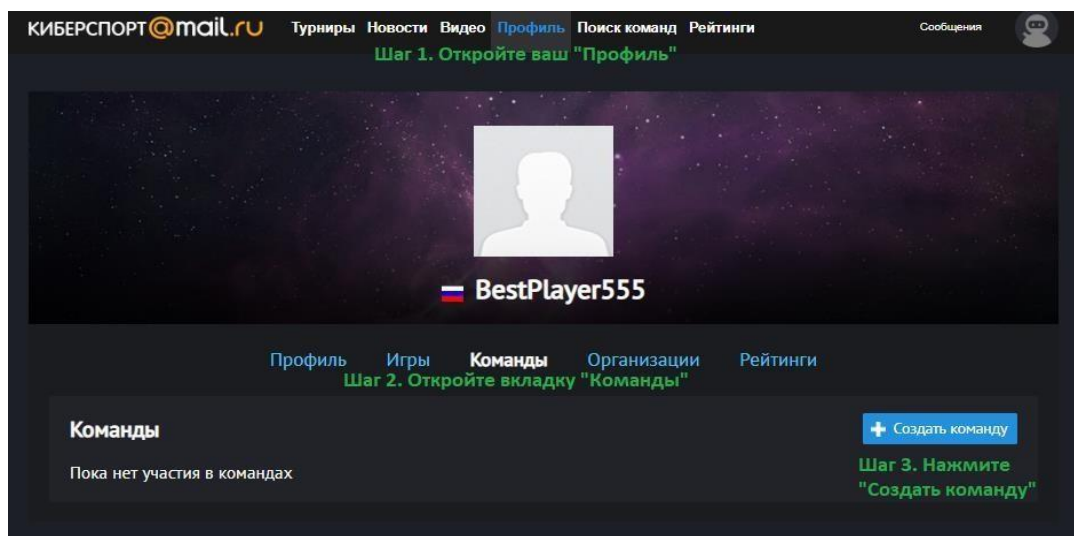 КИБЕРСПОРТ@mail.ru Турниры Новости Видео Профиль Поиск команд Рейтинги Сообщения
Шаг 1. Откройте ваш "Профиль"
BestPlayer555
Профиль Игры Команды Организации Рейтинги
Шаг 2. Откройте вкладку "Команды"
Команды
+ Создать команду
Пока нет участия в командах
Шаг 3. Нажмите
"Создать команду"